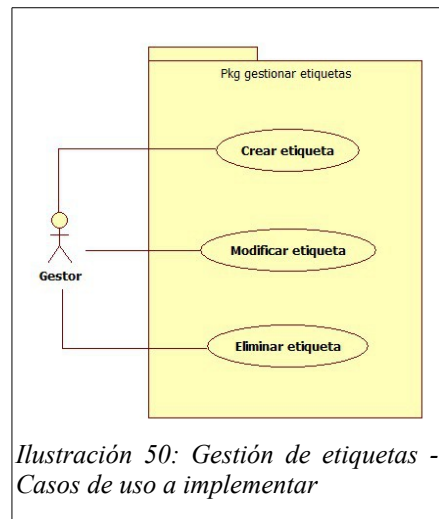 Pkg gestionar etiquetas
Crear etiqueta
Modificar etiqueta
Gestor
Eliminar etiqueta
Ilustración 50: Gestión de etiquetas -
Casos de uso a implementar